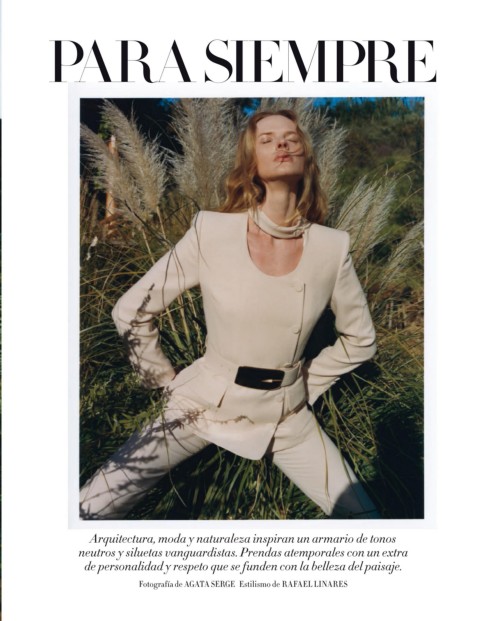 PARA SIEMPRE
Arquitectura, moda y naturaleza inspiran un armario de tonos
neutros y siluetas vanguardistas. Prendas atemporales con un extra
de personalidad y respeto que se funden con la belleza del paisaje.
Fotografía de AGATA SERGE Estilismo de RAFAEL LINARES